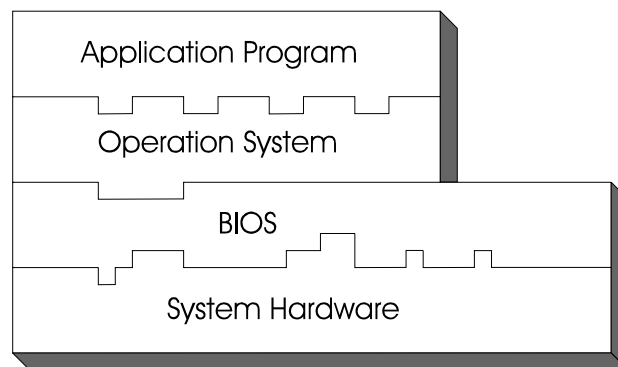 Application Program
Operation System
BIOS
System Hardware